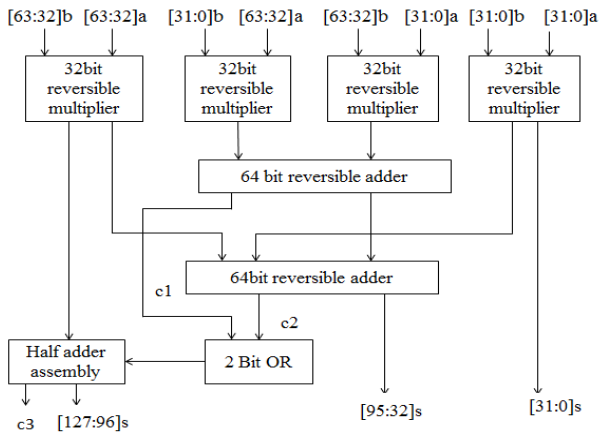 [63:32]b [63:32]a [31:0]b [63:32]a [63:32]b [31:0]a [31:0]b [31:0]a
32bit reversible multiplier
32bit reversible multiplier
32bit reversible multiplier
32bit reversible multiplier
64 bit reversible adder
64bit reversible adder
c1
c2
Half adder assembly
2 Bit OR
c3
[127:96]s
[95:32]s
[31:0]s